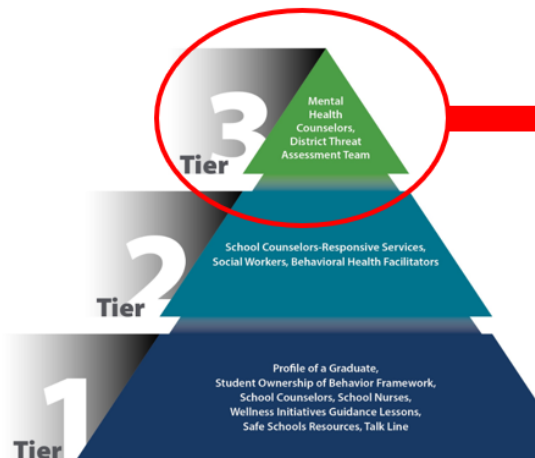 3
Tier
Mental
Health
Counselors,
District Threat
Assessment Team
2
Tier
School Counselors-Responsive Services,
Social Workers, Behavioral Health Facilitators
1
Tier
Profile of a Graduate,
Student Ownership of Behavior Framework,
School Counselors, School Nurses,
Wellness Initiatives Guidance Lessons,
Safe Schools Resources, Talk Line